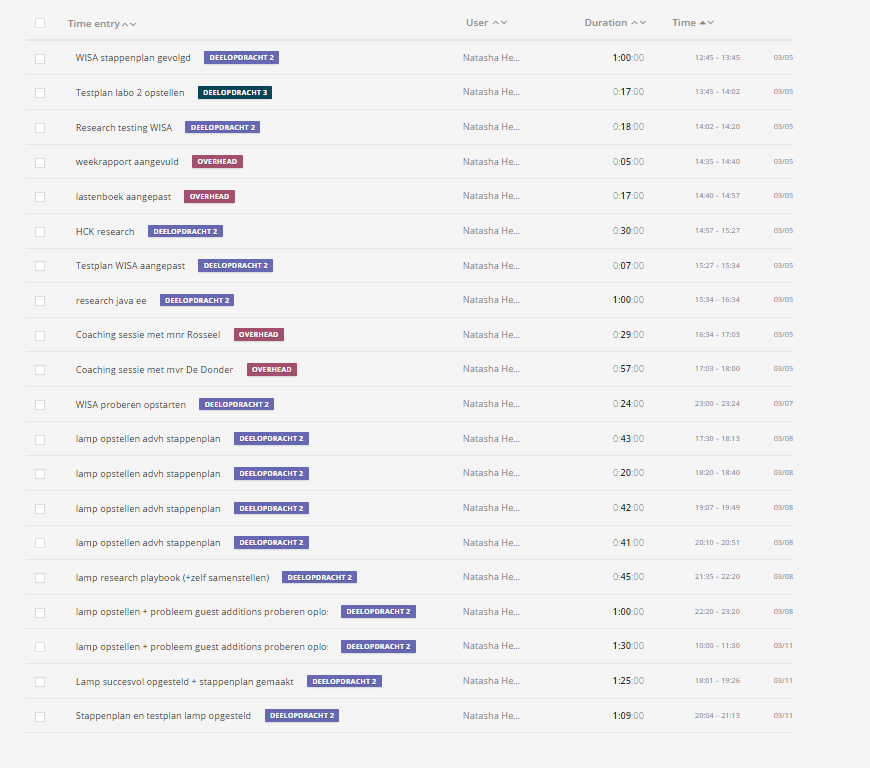 Time entry User Duration Time
WISA stappenplan gevolgd DEELOPDRACHT 2 Natasha He... 1:00:00 12:45 – 13:45 03/05
Testplan labo 2 opstellen DEELOPDRACHT 3 Natasha He... 0:17:00 13:45 – 14:02 03/05
Research testing WISA DEELOPDRACHT 2 Natasha He... 0:18:00 14:02 – 14:20 03/05
weekrapport aangevuld OVERHEAD Natasha He... 0:05:00 14:35 – 14:40 03/05
lastenboek aangepast OVERHEAD Natasha He... 0:17:00 14:40 – 14:57 03/05
HCK research DEELOPDRACHT 2 Natasha He... 0:30:00 14:57 – 15:27 03/05
Testplan WISA aangepast DEELOPDRACHT 2 Natasha He... 0:07:00 15:27 – 15:34 03/05
research java ee DEELOPDRACHT 2 Natasha He... 1:00:00 15:34 – 16:34 03/05
Coaching sessie met mnr Rosseel OVERHEAD Natasha He... 0:29:00 16:34 – 17:03 03/05
Coaching sessie met mvr De Donder OVERHEAD Natasha He... 0:57:00 17:03 – 18:00 03/05
WISA proberen opstarten DEELOPDRACHT 2 Natasha He... 0:24:00 23:00 – 23:24 03/07
lamp opstellen advh stappenplan DEELOPDRACHT 2 Natasha He... 0:43:00 17:30 – 18:13 03/08
lamp opstellen advh stappenplan DEELOPDRACHT 2 Natasha He... 0:20:00 18:20 – 18:40 03/08
lamp opstellen advh stappenplan DEELOPDRACHT 2 Natasha He... 0:42:00 19:07 – 19:49 03/08
lamp opstellen advh stappenplan DEELOPDRACHT 2 Natasha He... 0:41:00 20:10 – 20:51 03/08
lamp research playbook (+zelf samenstellen) DEELOPDRACHT 2 Natasha He... 0:45:00 21:35 – 22:20 03/08
lamp opstellen + probleem guest additions proberen oplo: DEELOPDRACHT 2 Natasha He... 1:00:00 22:20 – 23:20 03/08
lamp opstellen + probleem guest additions proberen oplo: DEELOPDRACHT 2 Natasha He... 1:30:00 10:00 – 11:30 03/11
Lamp succesvol opgesteld + stappenplan gemaakt DEELOPDRACHT 2 Natasha He... 1:25:00 18:01 – 19:26 03/11
Stappenplan en testplan lamp opgesteld DEELOPDRACHT 2 Natasha He... 1:09:00 20:04 – 21:13 03/11